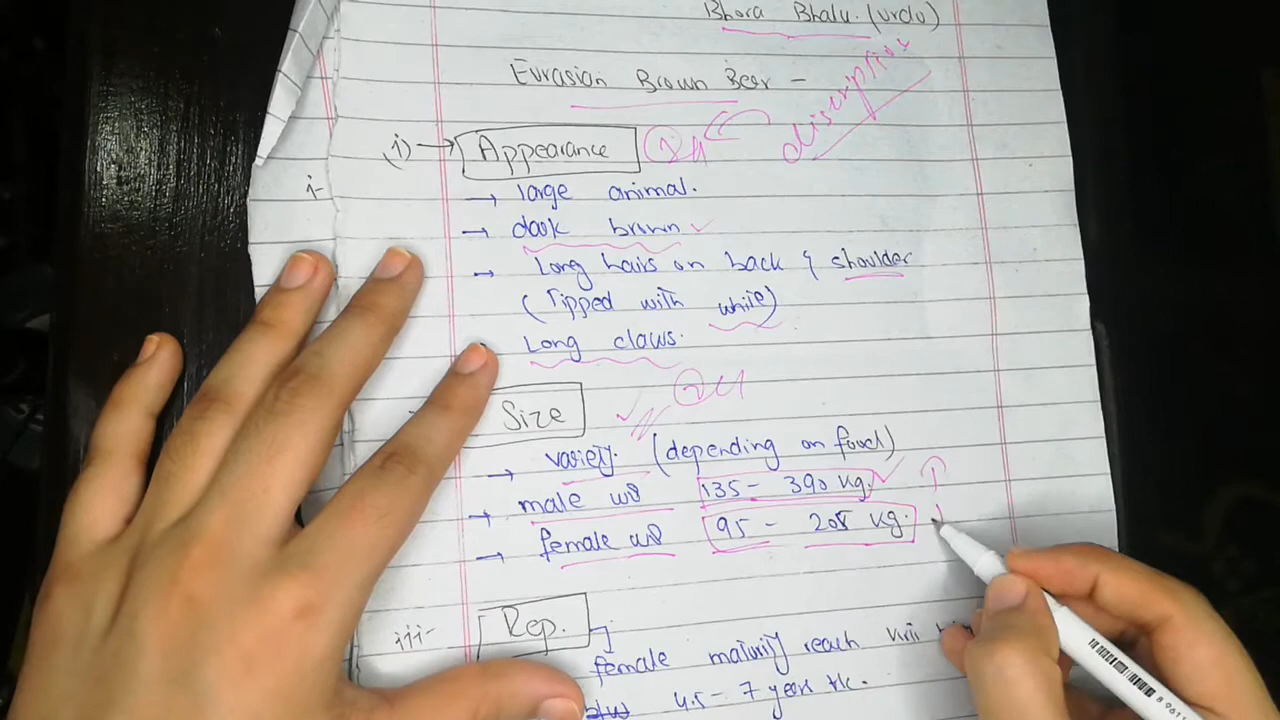 Bhora Bhalu. (urdu)
Eurasian Brown Bear -
discription
i) → Appearance
i-
→ large animal.
→ dark brown
→ Long hairs on back & shoulder
(Tipped with white)
Long claws.
Size
→ variety. (depending on food)
→ male wt 135 - 390 kg.
→ female wt 95 - 205 kg.
iii- Rep.
female maturity reach
b/w 4.5 - 7 years tk.